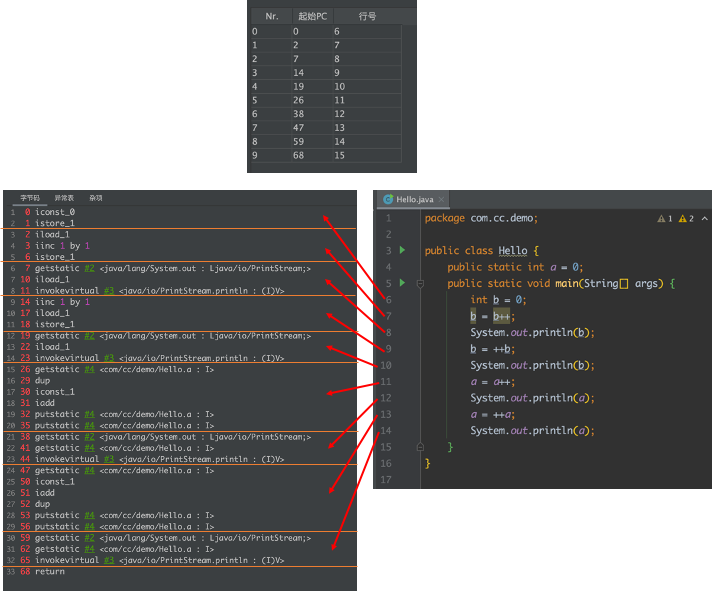 Nr. 起始PC 行号
0 0 6
1 2 7
2 7 8
3 14 9
4 19 10
5 26 11
6 38 12
7 47 13
8 59 14
9 68 15
字节码 异常表 杂项
1 0 iconst_0
2 1 istore_1
3 2 iload_1
4 3 iinc 1 by 1
5 6 istore_1
6 7 getstatic #2 <java/lang/System.out : Ljava/io/PrintStream;>
7 10 iload_1
8 11 invokevirtual #3 <java/io/PrintStream.println : (I)V>
9 14 iinc 1 by 1
10 17 iload_1
11 18 istore_1
12 19 getstatic #2 <java/lang/System.out : Ljava/io/PrintStream;>
13 22 iload_1
14 23 invokevirtual #3 <java/io/PrintStream.println : (I)V>
15 26 getstatic #4 <com/cc/demo/Hello.a : I>
16 29 dup
17 30 iconst_1
18 31 iadd
19 32 putstatic #4 <com/cc/demo/Hello.a : I>
20 35 putstatic #4 <com/cc/demo/Hello.a : I>
21 38 getstatic #2 <java/lang/System.out : Ljava/io/PrintStream;>
22 41 getstatic #4 <com/cc/demo/Hello.a : I>
23 44 invokevirtual #3 <java/io/PrintStream.println : (I)V>
24 47 getstatic #4 <com/cc/demo/Hello.a : I>
25 50 iconst_1
26 51 iadd
27 52 dup
28 53 putstatic #4 <com/cc/demo/Hello.a : I>
29 56 putstatic #4 <com/cc/demo/Hello.a : I>
30 59 getstatic #2 <java/lang/System.out : Ljava/io/PrintStream;>
31 62 getstatic #4 <com/cc/demo/Hello.a : I>
32 65 invokevirtual #3 <java/io/PrintStream.println : (I)V>
33 68 return
Hello.java
1 package com.cc.demo; 1 2
2
3 public class Hello {
4 public static int a = 0;
5 public static void main(String[] args) {
6 int b = 0;
7 b = b++;
8 System.out.println(b);
9 b = ++b;
10 System.out.println(b);
11 a = a++;
12 System.out.println(a);
13 a = ++a;
14 System.out.println(a);
15 }
16 }
17